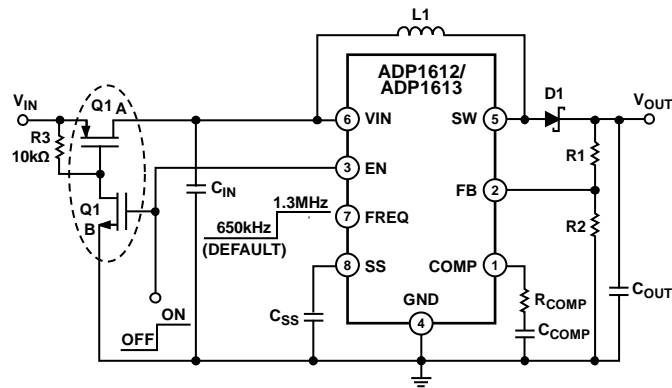 L1
ADP1612/
ADP1613
VIN
Q1
A
R3
10kΩ
6
VIN
SW
5
D1
VOUT
3
EN
R1
CIN
Q1
B
1.3MHz
650kHz
(DEFAULT)
7
FREQ
FB
2
R2
8
SS
COMP
1
ON
OFF
CSS
GND
4
RCOMP
CCOMP
COUT